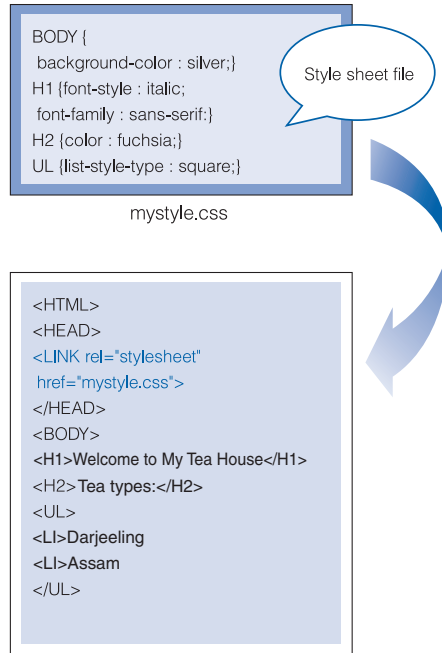 BODY {
background-color : silver;}
H1 {font-style : italic;
font-family : sans-serif:}
H2 {color : fuchsia;}
UL {list-style-type : square;}
Style sheet file
mystyle.css
<HTML>
<HEAD>
<LINK rel="stylesheet"
href="mystyle.css">
</HEAD>
<BODY>
<H1>Welcome to My Tea House</H1>
<H2>Tea types:</H2>
<UL>
<LI>Darjeeling
<LI>Assam
</UL>